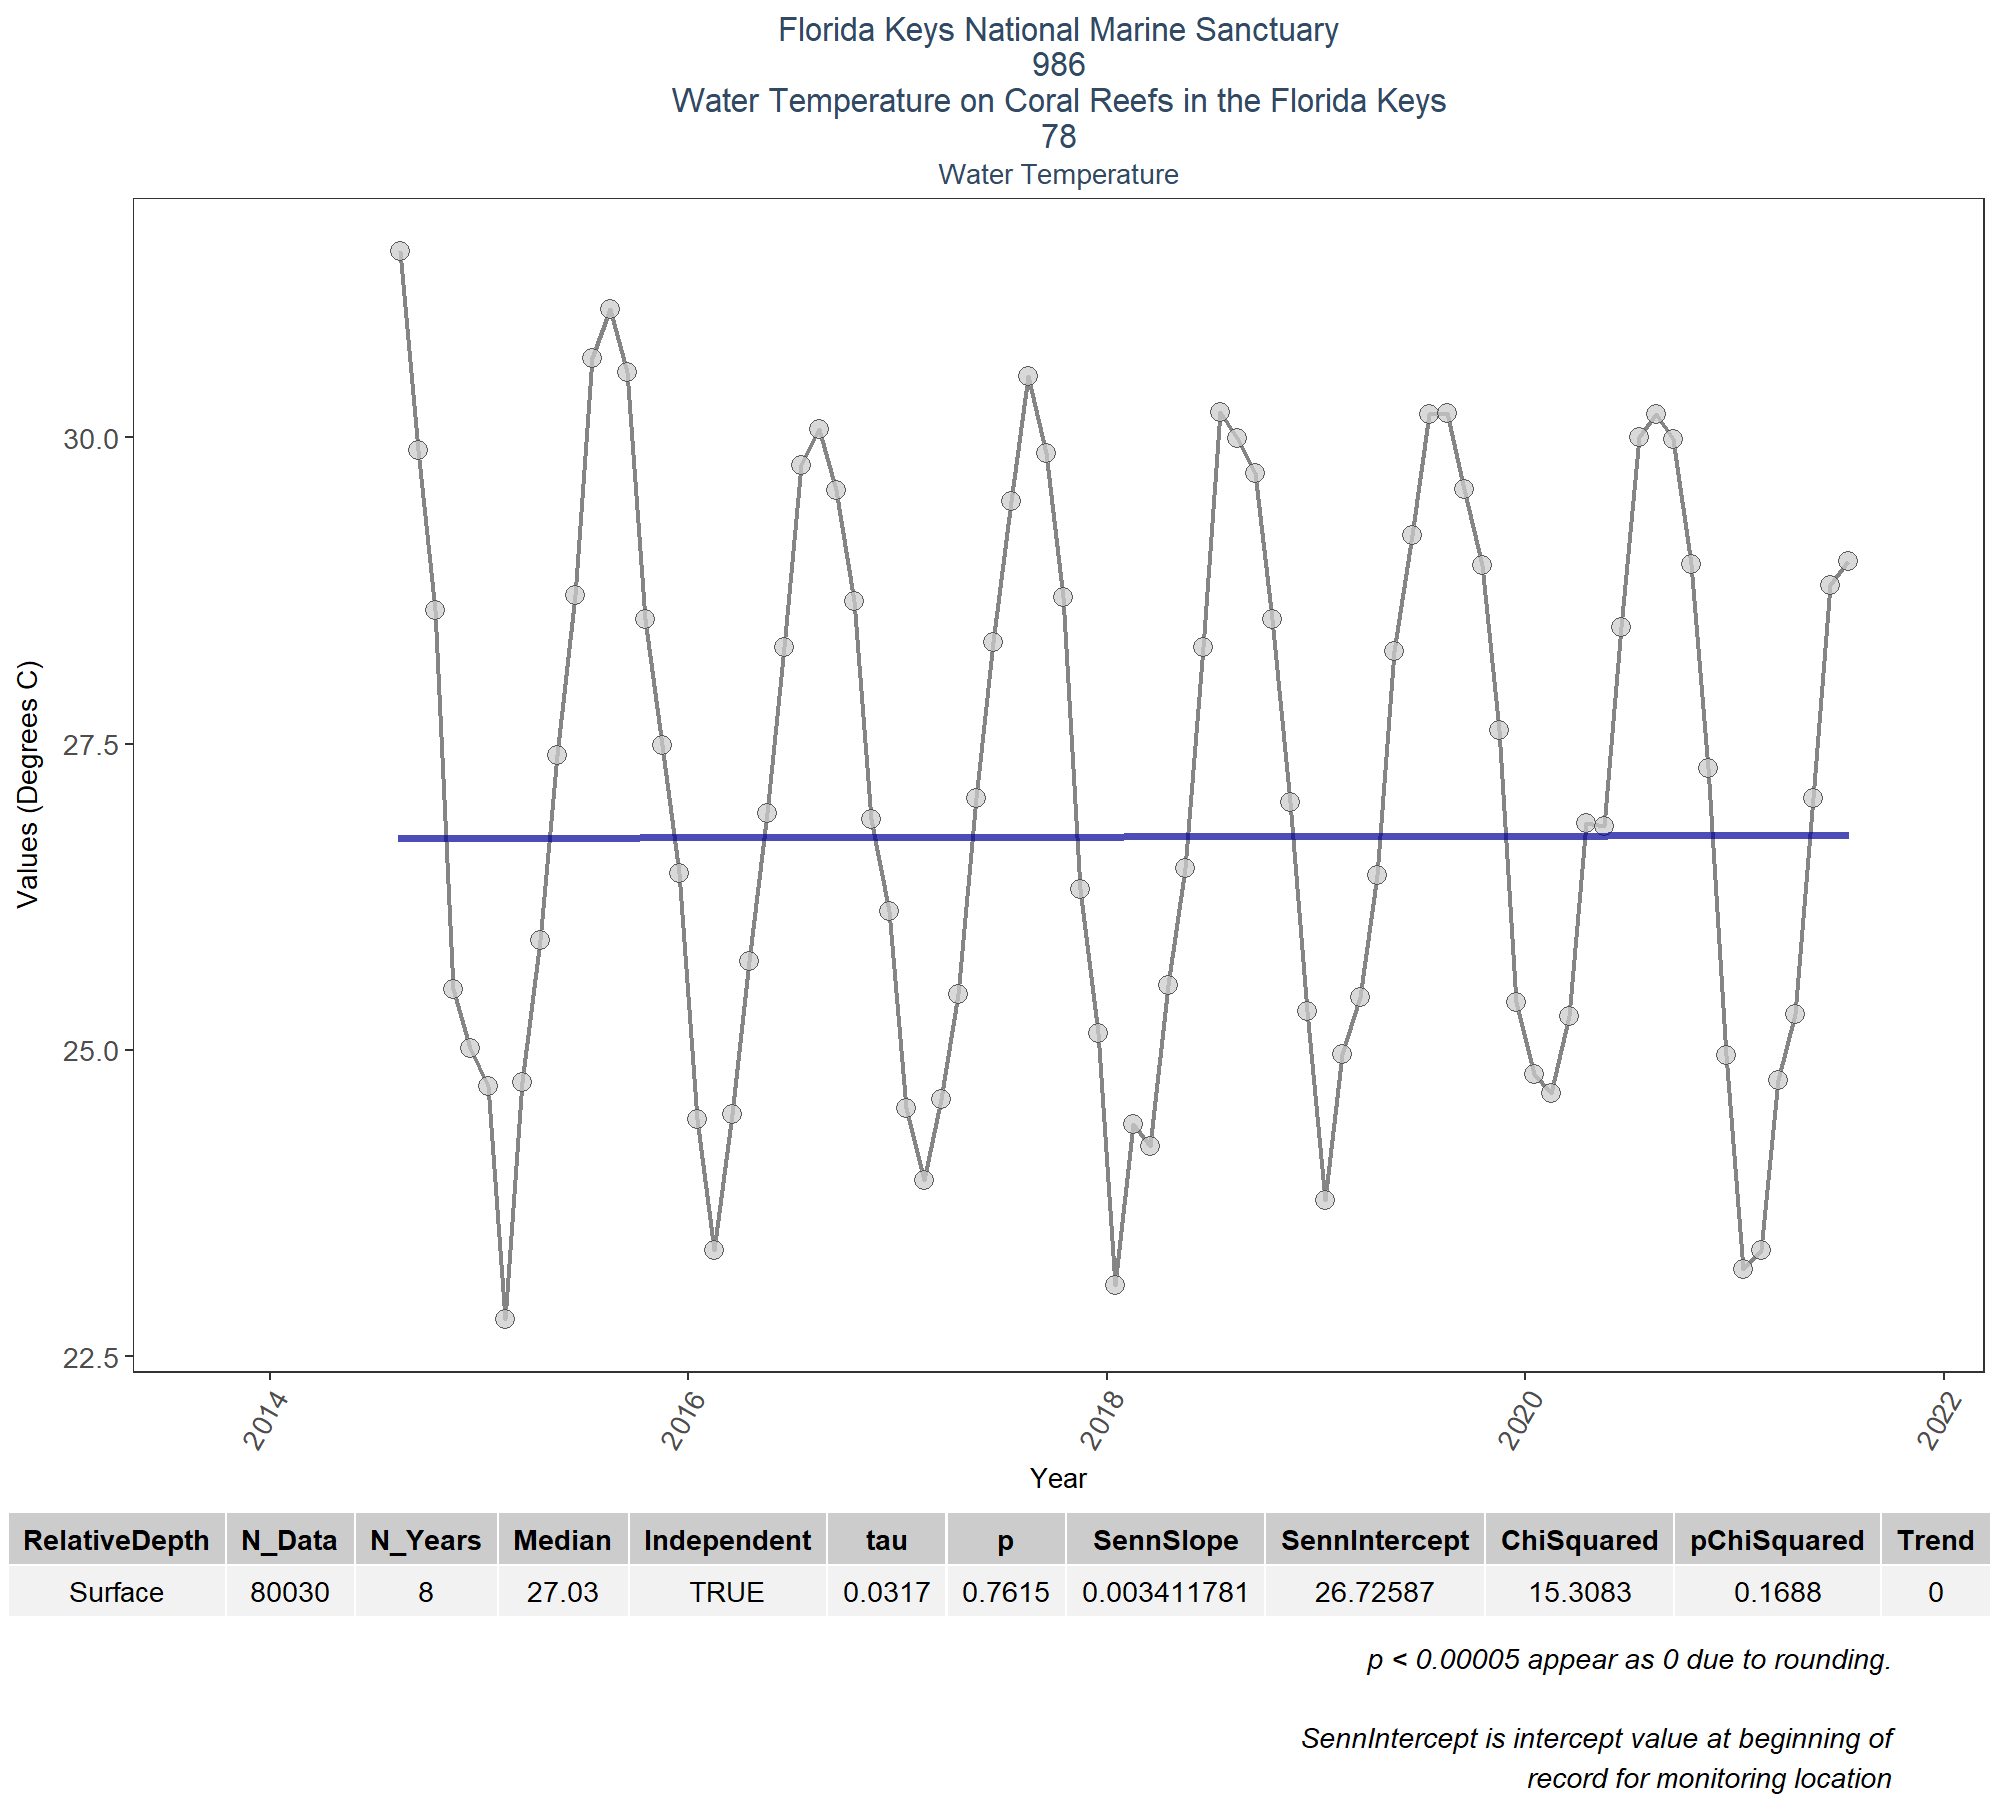 Florida Keys National Marine Sanctuary
986
Water Temperature on Coral Reefs in the Florida Keys
78
Water Temperature
Values (Degrees C)
30.0
27.5
25.0
22.5
2014
2016
2018
2020
2022
Year
RelativeDepth N_Data N_Years Median Independent tau p SennSlope SennIntercept ChiSquared pChiSquared Trend
Surface 80030 8 27.03 TRUE 0.0317 0.7615 0.003411781 26.72587 15.3083 0.1688 0
p < 0.00005 appear as 0 due to rounding.
SennIntercept is intercept value at beginning of
record for monitoring location